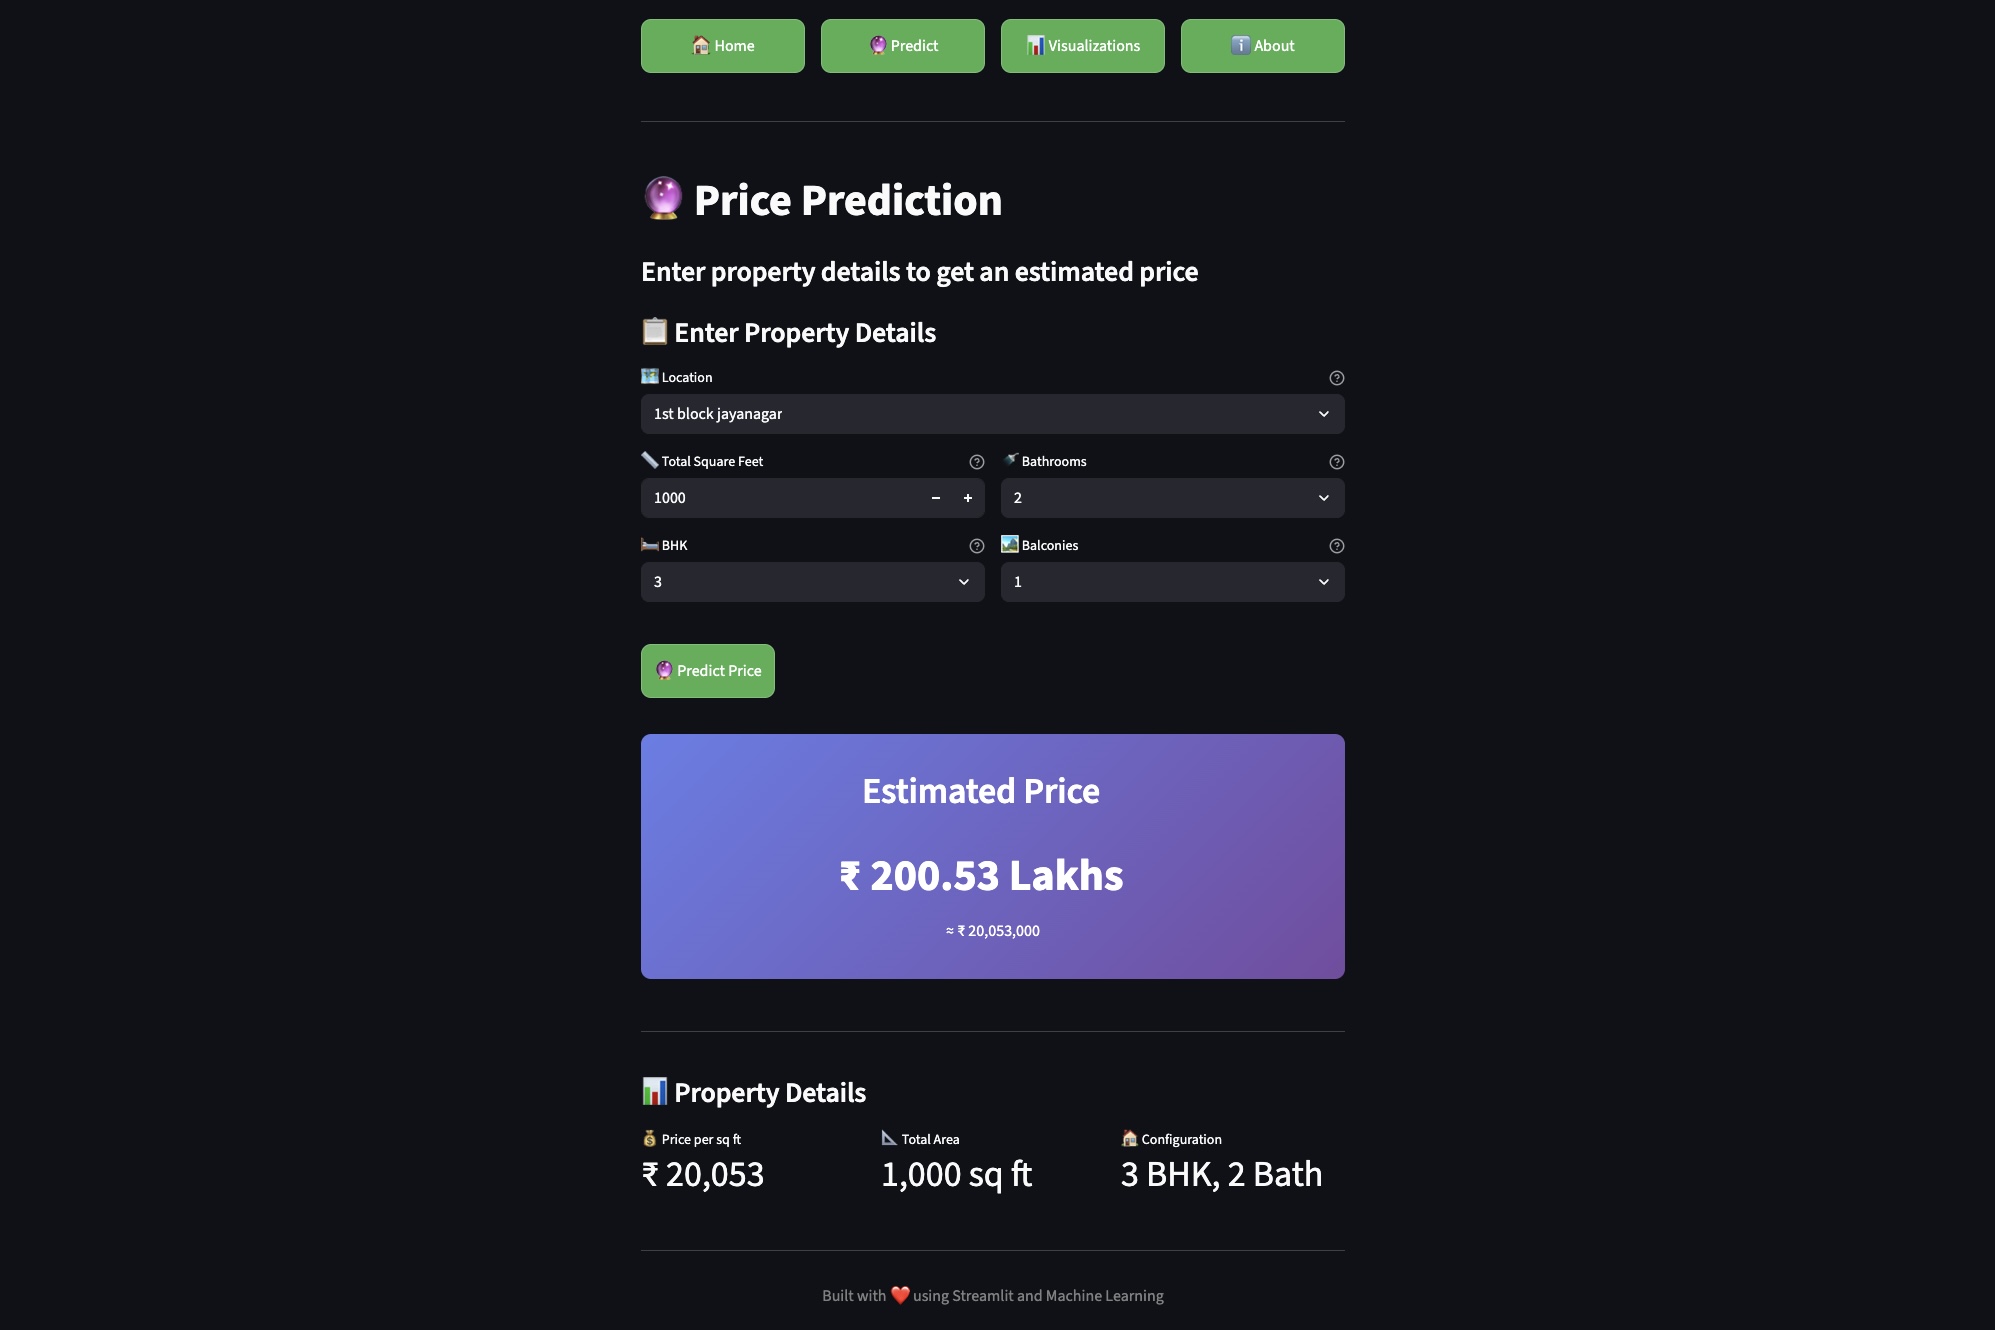 Home Predict Visualizations About
Price Prediction
Enter property details to get an estimated price
Enter Property Details
Location
1st block jayanagar
Total Square Feet Bathrooms
1000 2
BHK Balconies
3 1
Predict Price
Estimated Price
₹ 200.53 Lakhs
≈ ₹ 20,053,000
Property Details
Price per sq ft Total Area Configuration
₹ 20,053 1,000 sq ft 3 BHK, 2 Bath
Built with ❤️ using Streamlit and Machine Learning